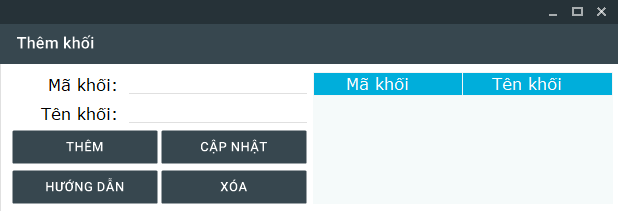 Thêm khối
Mã khối:
Tên khối:
THÊM
CẬP NHẬT
HƯỚNG DẪN
XÓA
Mã khối
Tên khối